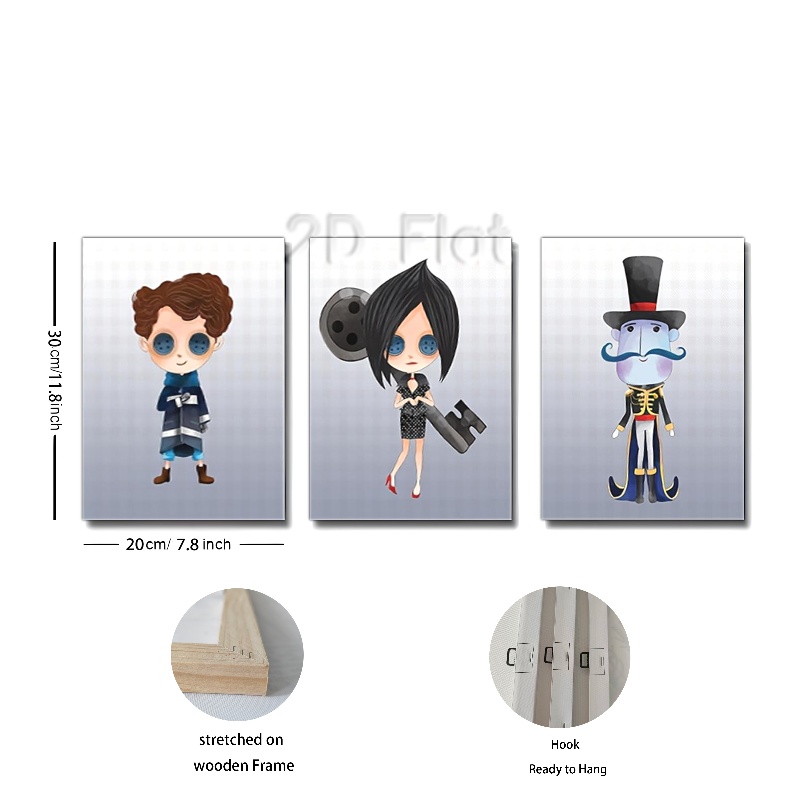 2D Flat
30cm/11.8inch
20cm/ 7.8 inch
stretched on
wooden Frame
Hook
Ready to Hang